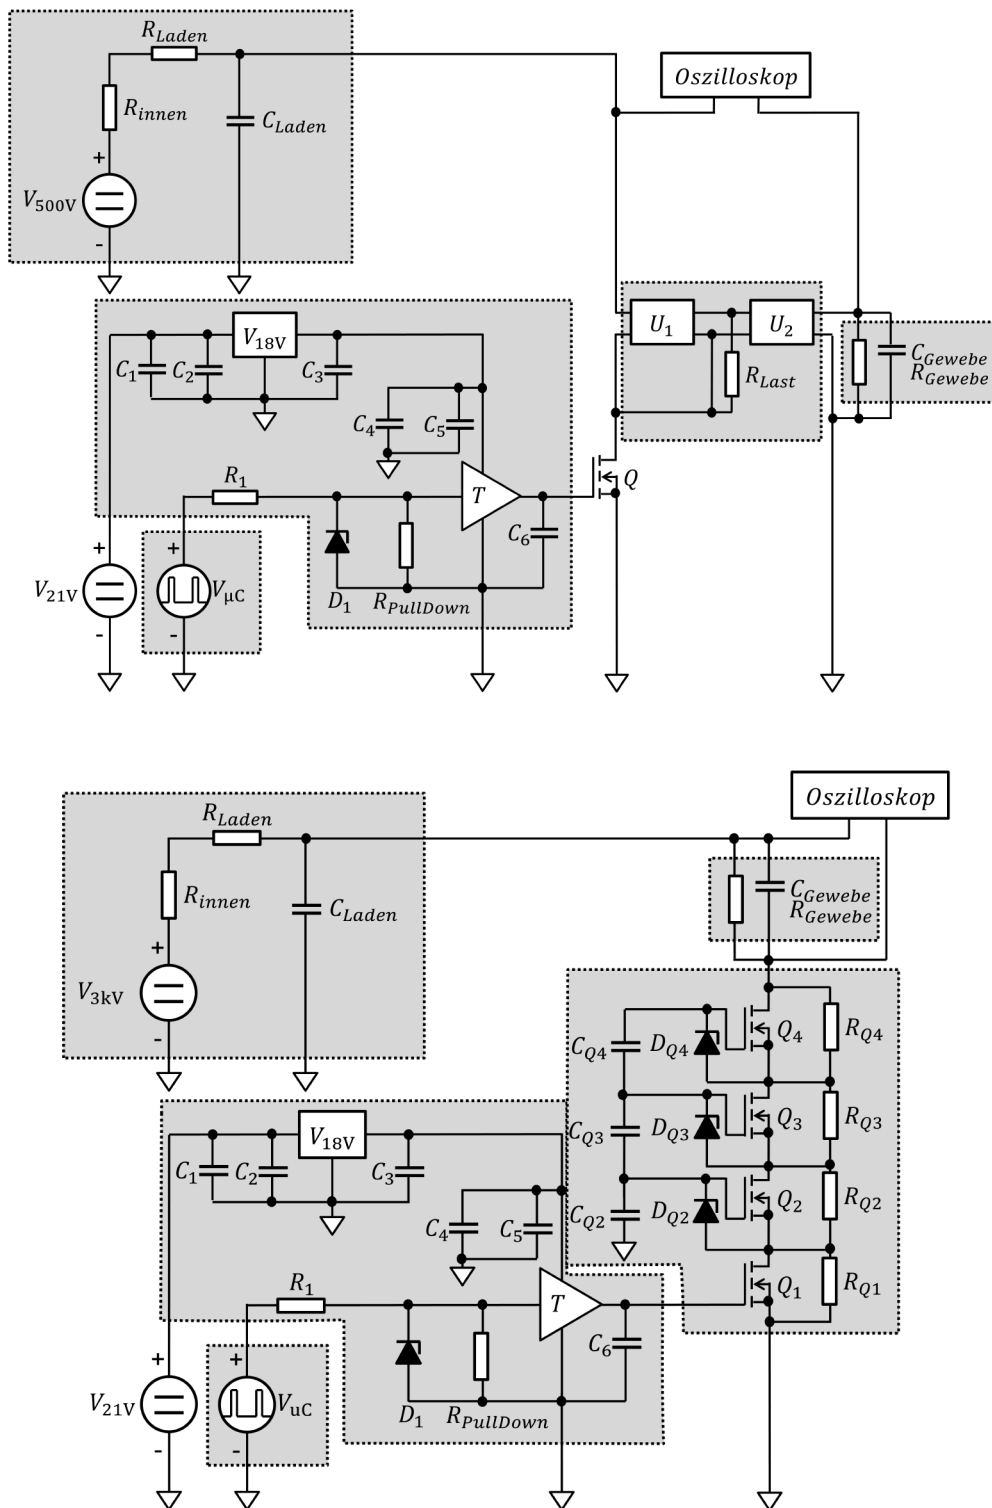 R_Laden
Oszilloskop
R_innen
C_Laden
+
V_500V
-
U_1
U_2
V_18V
C_1
C_2
C_3
C_Gewebe
R_Gewebe
R_Last
C_4
C_5
R_1
T
Q
C_6
+
+
V_21V
V_µC
D_1
R_PullDown
-
-
Oszilloskop
R_Laden
R_innen
C_Laden
C_Gewebe
R_Gewebe
+
V_3kV
-
C_Q4
D_Q4
Q_4
R_Q4
V_18V
C_Q3
D_Q3
Q_3
R_Q3
C_1
C_2
C_3
C_Q2
D_Q2
Q_2
R_Q2
C_4
C_5
R_1
T
Q_1
R_Q1
C_6
+
+
V_21V
V_uC
D_1
R_PullDown
-
-